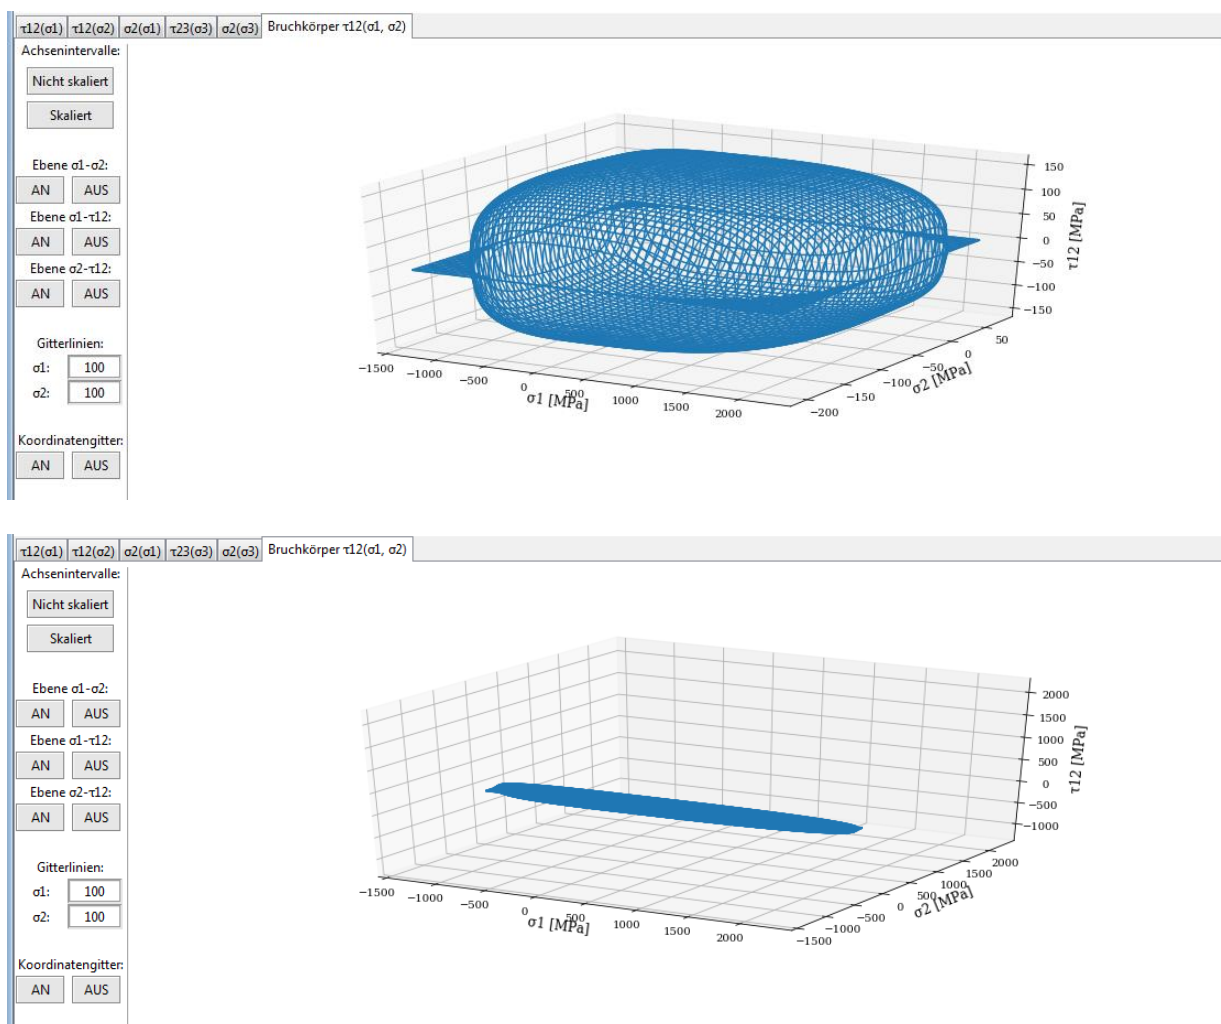 τ12(σ1) τ12(σ2) σ2(σ1) τ23(σ3) σ2(σ3) Bruchkörper τ12(σ1, σ2)
Achsenintervalle:
Nicht skaliert
Skaliert
Ebene σ1-σ2:
AN AUS
Ebene σ1-τ12:
AN AUS
Ebene σ2-τ12:
AN AUS
Gitterlinien:
σ1: 100
σ2: 100
Koordinatengitter:
AN AUS
150
100
50
0
−50
−100
−150
τ12 [MPa]
−1500 −1000 −500 0 500 1000 1500 2000
σ1 [MPa]
−200 −150 −100 −50 0 50
σ2 [MPa]
τ12(σ1) τ12(σ2) σ2(σ1) τ23(σ3) σ2(σ3) Bruchkörper τ12(σ1, σ2)
Achsenintervalle:
Nicht skaliert
Skaliert
Ebene σ1-σ2:
AN AUS
Ebene σ1-τ12:
AN AUS
Ebene σ2-τ12:
AN AUS
Gitterlinien:
σ1: 100
σ2: 100
Koordinatengitter:
AN AUS
2000
1500
1000
500
0
−500
−1000
τ12 [MPa]
−1500 −1000 −500 0 500 1000 1500 2000
σ1 [MPa]
−1500 −1000 −500 0 500 1000 1500 2000
σ2 [MPa]